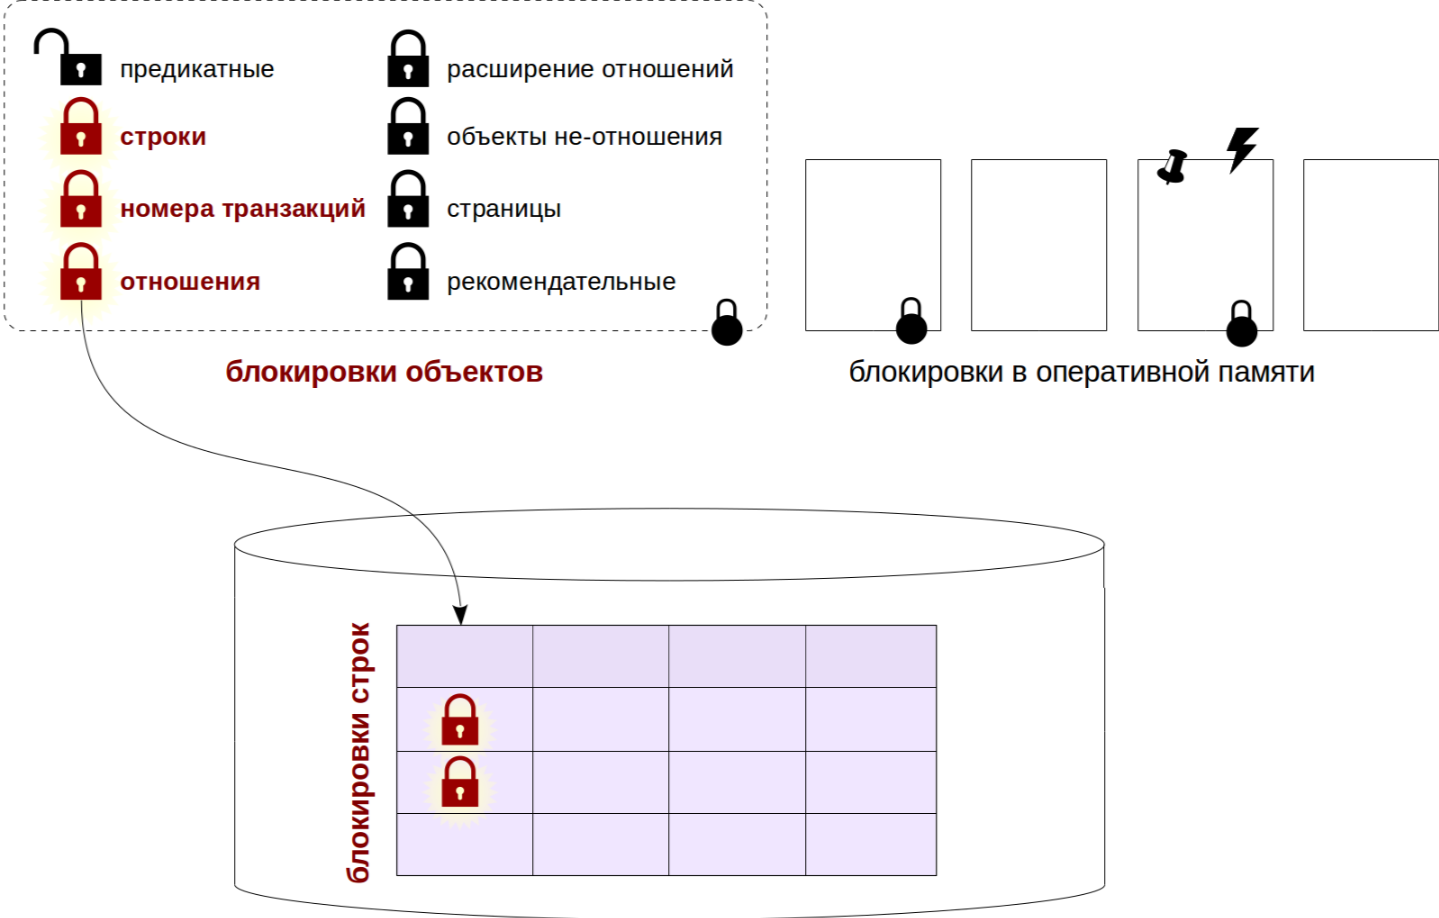 предикатные
строки
номера транзакций
отношения
расширение отношений
объекты не-отношения
страницы
рекомендательные
блокировки объектов
блокировки в оперативной памяти
блокировки строк